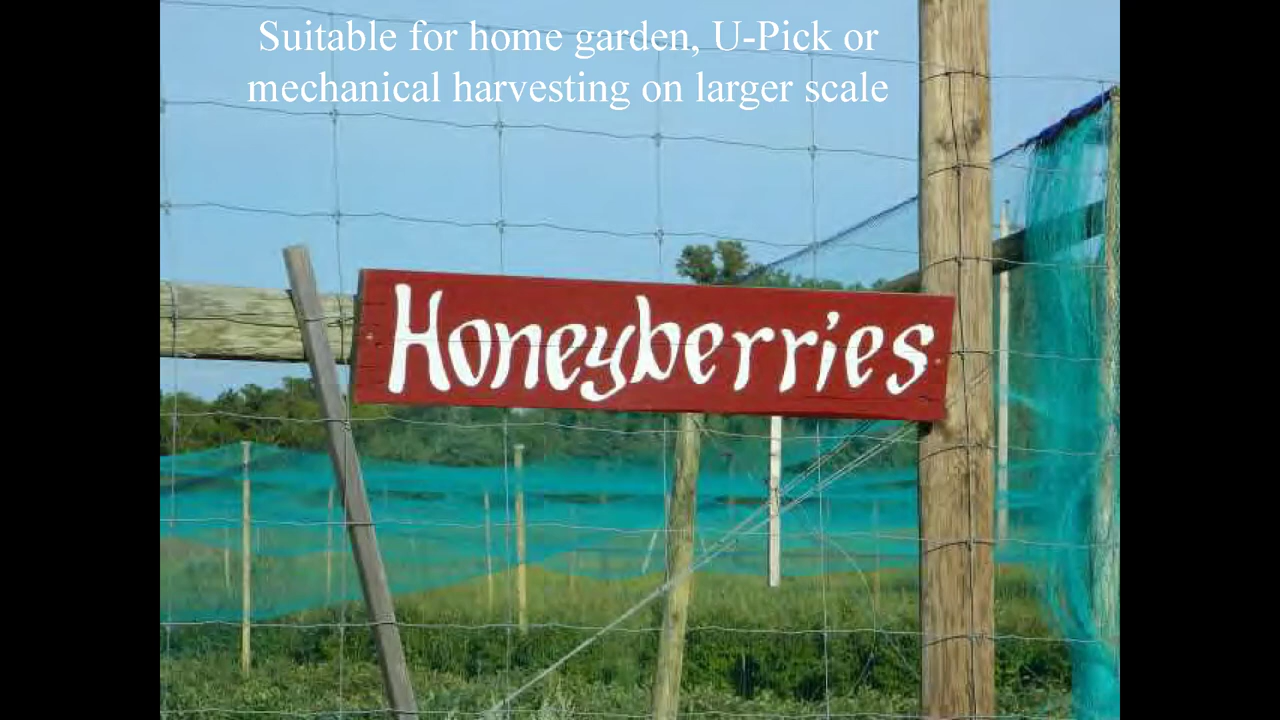 Suitable for home garden, U-Pick or
mechanical harvesting on larger scale
Honeyberries